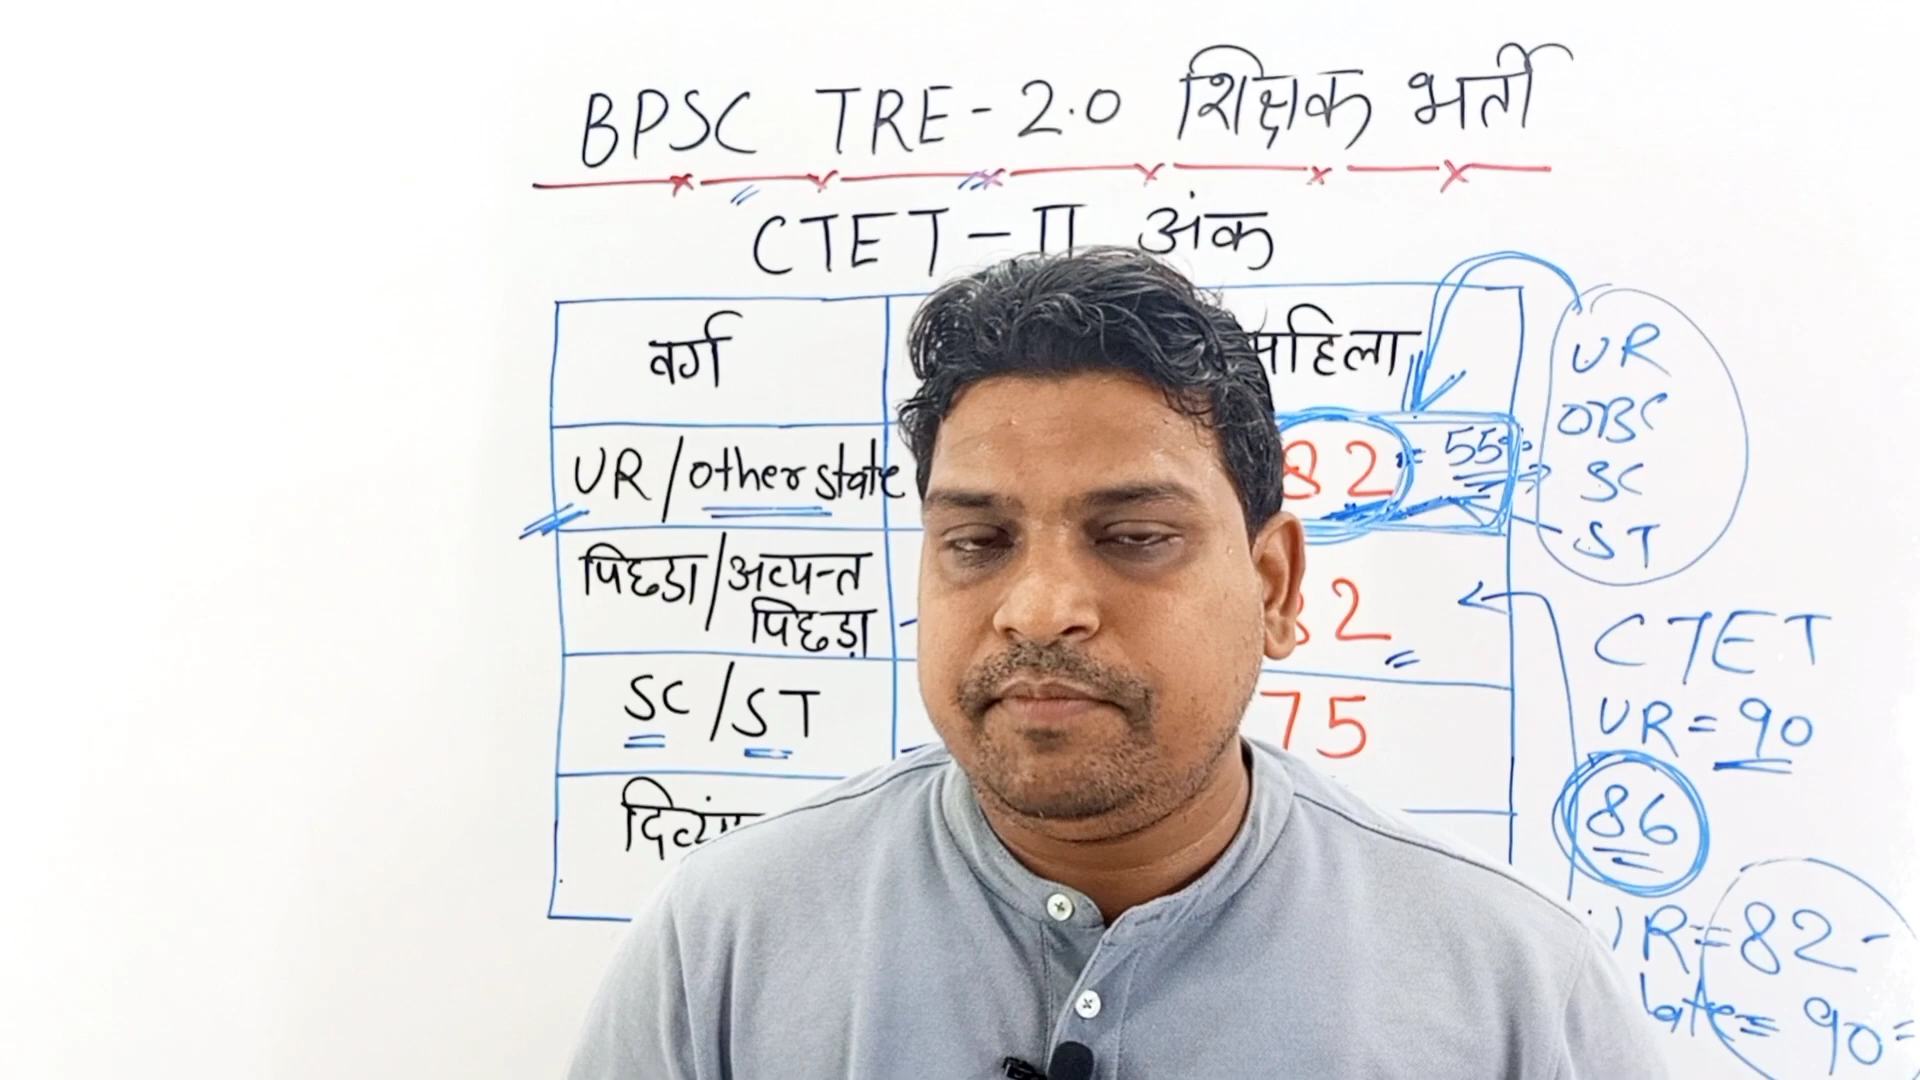 BPSC TRE-2.0 शिक्षक भर्ती
CTET-II अंक
वर्ग
महिला
UR/other state
82 = 55%
पिछड़ा/अत्यन्त
पिछड़ा
82
SC/ST
75
UR
OBC
SC
ST
CTET
UR = 90
86
UR = 82
= 90 =